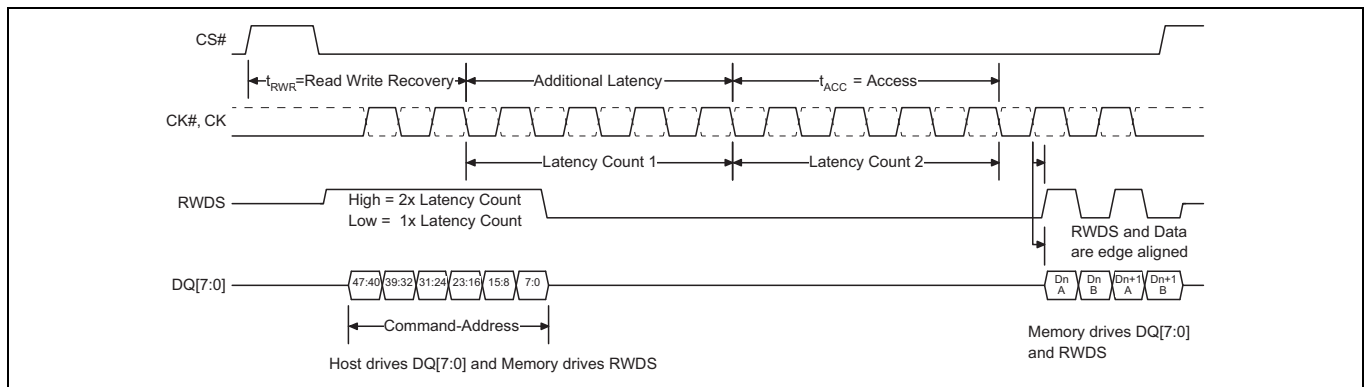 CS#
tRWR=Read Write Recovery
Additional Latency
tACC = Access
CK#, CK
Latency Count 1
Latency Count 2
RWDS
High = 2x Latency Count
Low = 1x Latency Count
RWDS and Data
are edge aligned
DQ[7:0]
47:40 39:32 31:24 23:16 15:8 7:0
Dn A
Dn B
Dn+1 A
Dn+1 B
Command-Address
Memory drives DQ[7:0]
and RWDS
Host drives DQ[7:0] and Memory drives RWDS